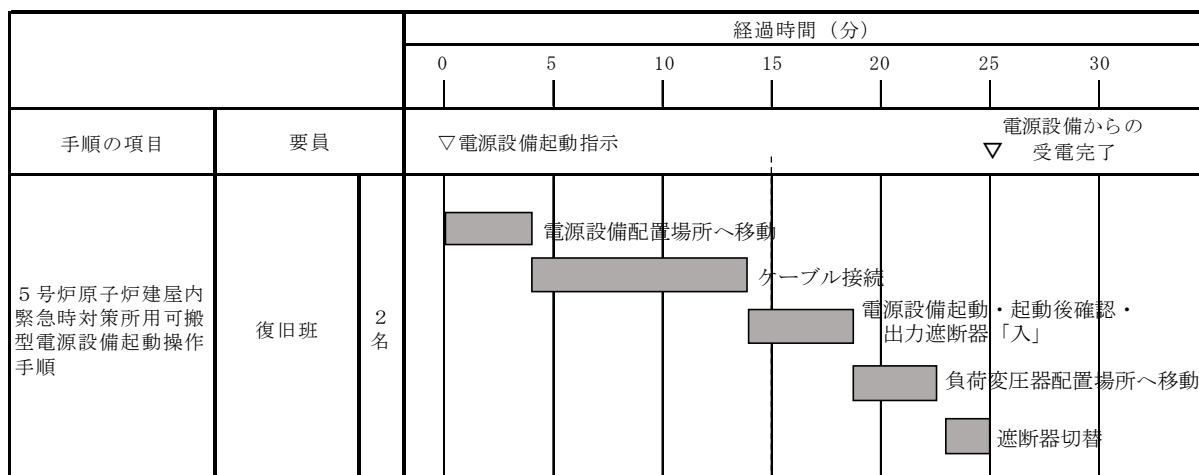 経過時間（分）
0 5 10 15 20 25 30
手順の項目 要員 ▽電源設備起動指示 電源設備からの
▽ 受電完了
電源設備配置場所へ移動
ケーブル接続
電源設備起動・起動後確認・
出力遮断器「入」
負荷変圧器配置場所へ移動
遮断器切替
５号炉原子炉建屋内
緊急時対策所用可搬
型電源設備起動操作
手順
復旧班
２
名